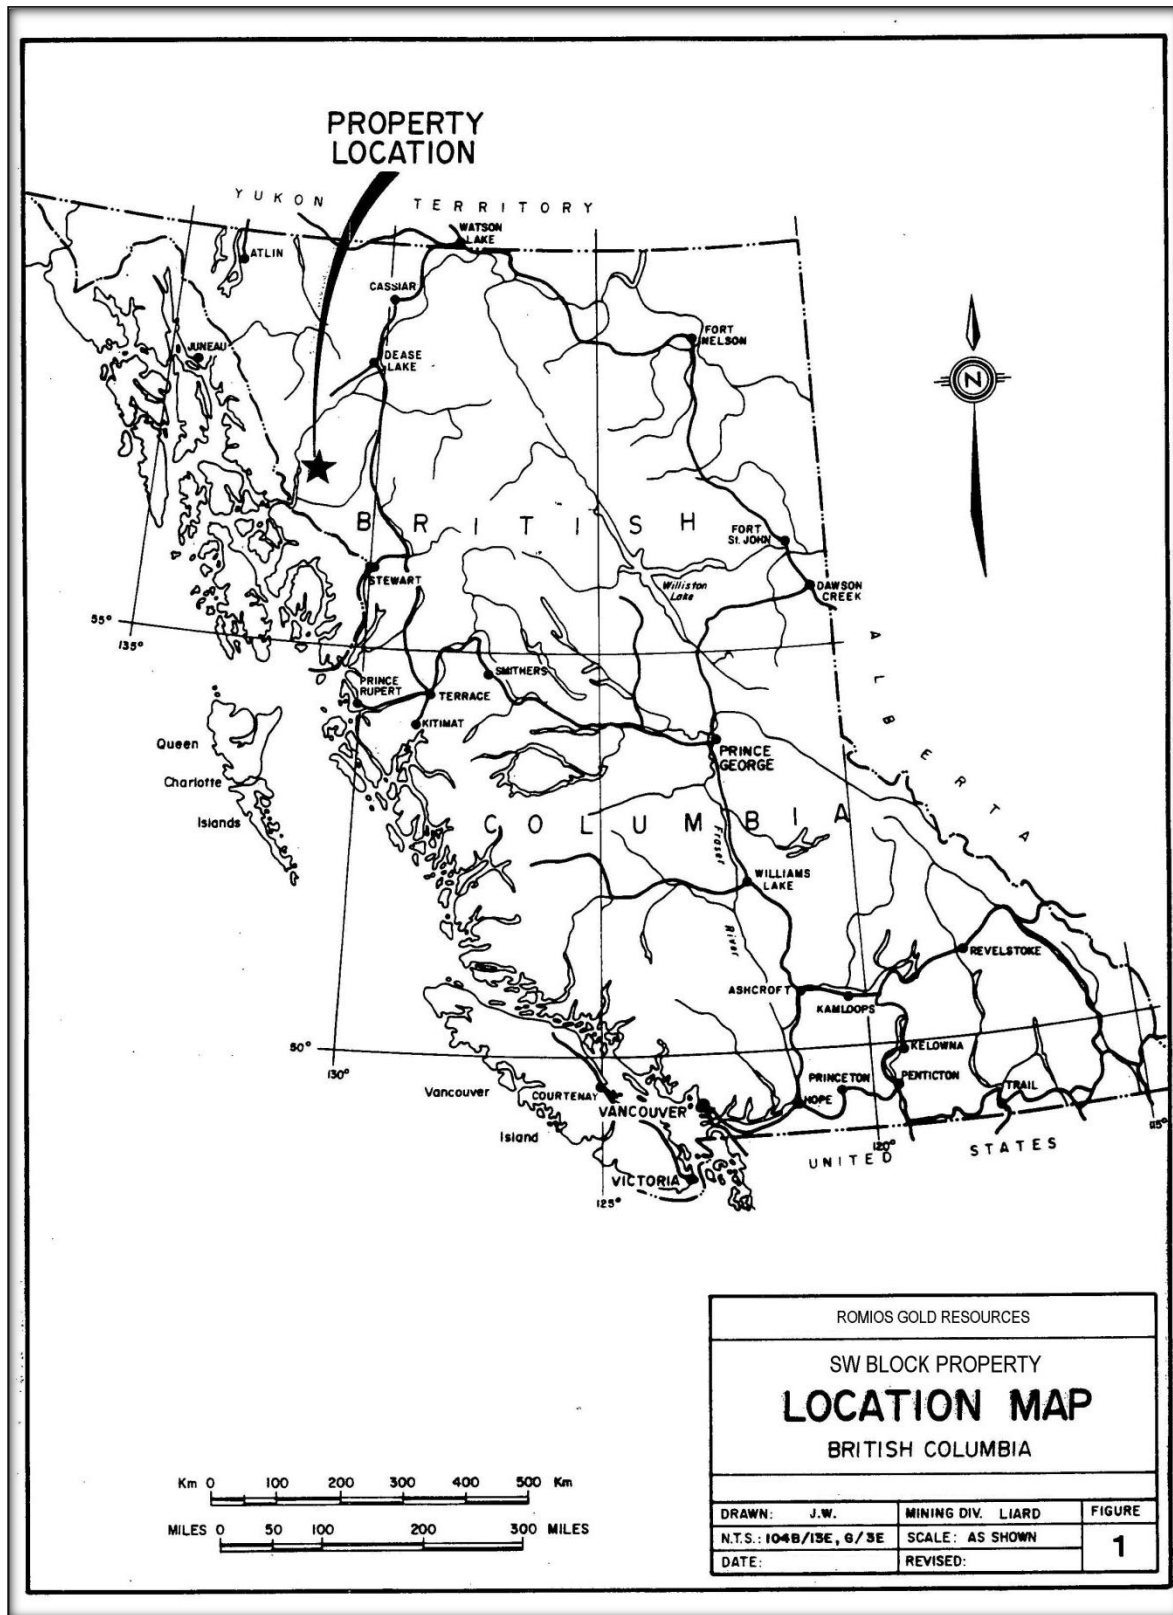 PROPERTY
LOCATION
YUKON TERRITORY
WATSON
LAKE
ATLIN
CASSIAR
JUNEAU
DEASE
LAKE
FORT
NELSON
N
BRITISH
FORT
St. JOHN
STEWART
Williston
Lake
DAWSON
CREEK
55°
135°
ALBERTA
SMITHERS
PRINCE
RUPERT
TERRACE
KITIMAT
Queen
Charlotte
Islands
PRINCE
GEORGE
COLUMBIA
Fraser
River
WILLIAMS
LAKE
REVELSTOKE
ASHCROFT
KAMLOOPS
50°
130°
KELOWNA
Vancouver
Island
COURTENAY
VANCOUVER
PRINCETON
PENTICTON
HOPE
TRAIL
115°
120°
UNITED STATES
VICTORIA
125°
ROMIOS GOLD RESOURCES
SW BLOCK PROPERTY
LOCATION MAP
BRITISH COLUMBIA
Km 0 100 200 300 400 500 Km
MILES 0 50 100 200 300 MILES
DRAWN: J.W. MINING DIV. LIARD FIGURE
N.T.S.: 104B/13E, G/3E SCALE: AS SHOWN 1
DATE: REVISED: